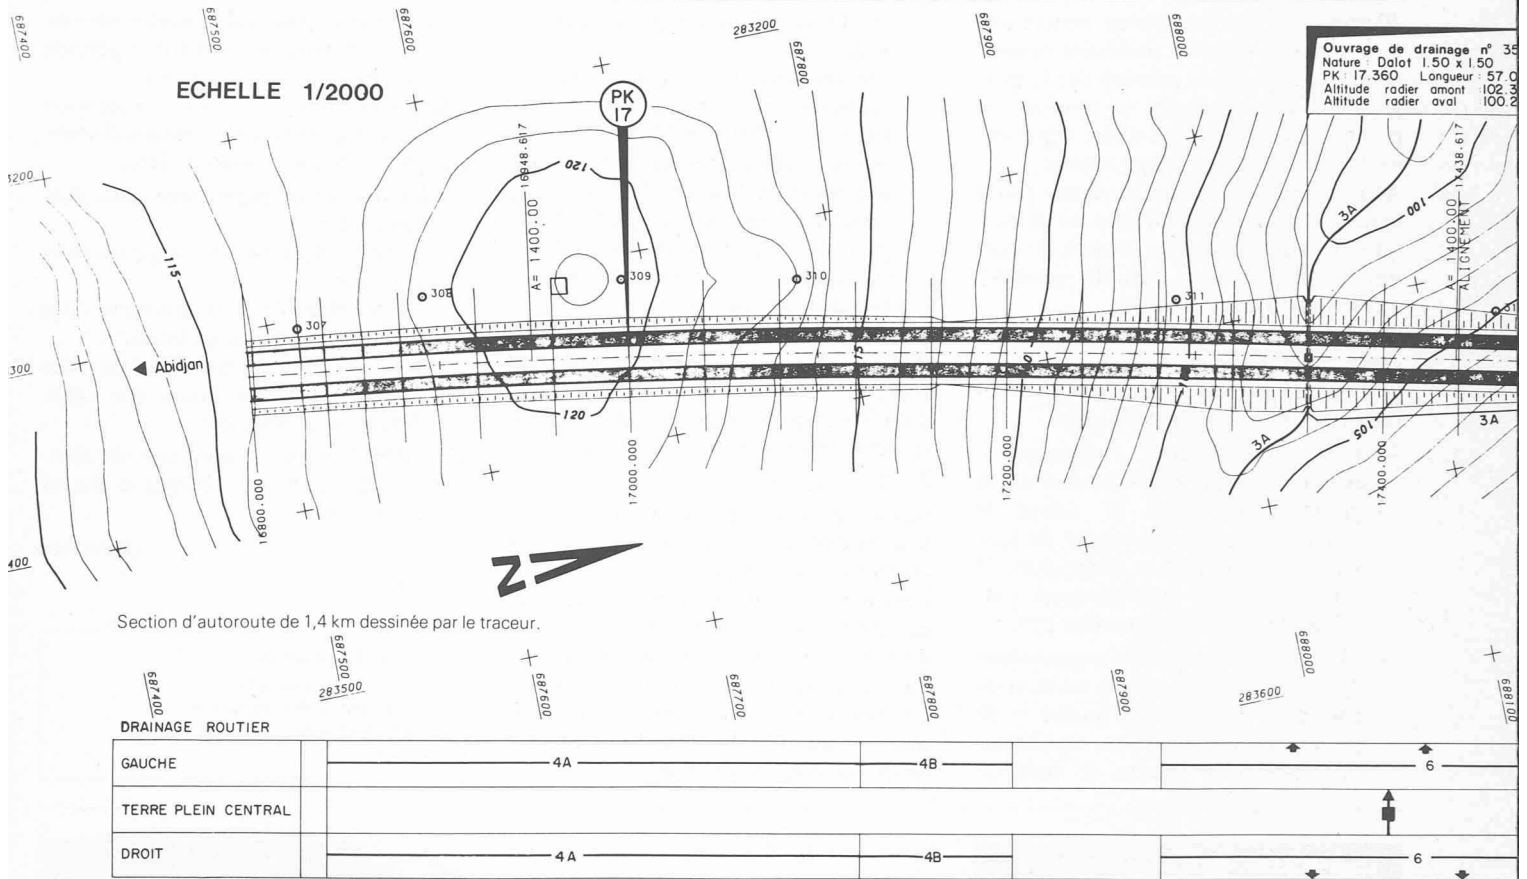 687400
687500
687600
283200
687800
687900
688000
Ouvrage de drainage n° 35
Nature : Dalot 1.50 x 1.50
PK : 17.360 Longueur : 57.0
Altitude radier amont : 102.3
Altitude radier aval : 100.2
ECHELLE 1/2000
PK
17
3200
120
16948.617
A = 1400.00
17438.617
A = 1400.00
ALIGNEMENT
3A
100
115
307
308
309
310
311
300
Abidjan
15
120
105
3A
3A
16800.000
17000.000
17200.000
17400.000
400
N
Section d'autoroute de 1,4 km dessinée par le traceur.
687400
687500
283500
687600
687700
687800
687900
283600
688000
688100
DRAINAGE ROUTIER
GAUCHE 4A 4B 6
TERRE PLEIN CENTRAL
DROIT 4A 4B 6